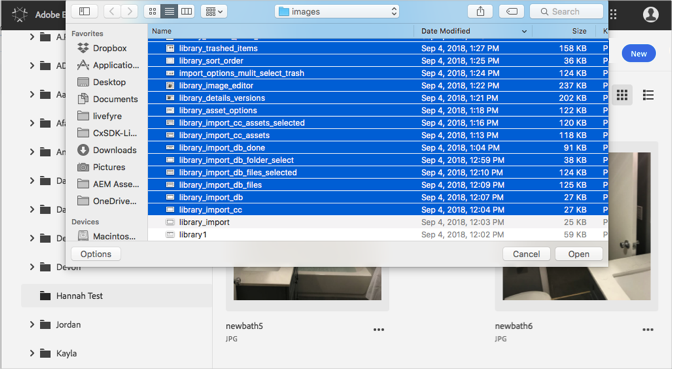 Adobe E
images
Search
Favorites
Dropbox
Applicatio...
Desktop
Documents
livefyre
CxSDK-Li...
Downloads
Pictures
AEM Asse...
OneDrive...
Devices
Macintos...
Name Date Modified Size K
library_trashed_items Sep 4, 2018, 1:27 PM 158 KB P
library_sort_order Sep 4, 2018, 1:25 PM 36 KB P
import_options_mulit_select_trash Sep 4, 2018, 1:24 PM 124 KB P
library_image_editor Sep 4, 2018, 1:22 PM 237 KB P
library_details_versions Sep 4, 2018, 1:21 PM 202 KB P
library_asset_options Sep 4, 2018, 1:18 PM 122 KB P
library_import_cc_assets_selected Sep 4, 2018, 1:16 PM 120 KB P
library_import_cc_assets Sep 4, 2018, 1:13 PM 118 KB P
library_import_db_done Sep 4, 2018, 1:04 PM 91 KB P
library_import_db_folder_select Sep 4, 2018, 12:59 PM 38 KB P
library_import_db_files_selected Sep 4, 2018, 12:10 PM 124 KB P
library_import_db_files Sep 4, 2018, 12:09 PM 125 KB P
library_import_db Sep 4, 2018, 12:07 PM 27 KB P
library_import_cc Sep 4, 2018, 12:04 PM 27 KB P
library_import Sep 4, 2018, 12:03 PM 25 KB P
library1 Sep 4, 2018, 12:02 PM 59 KB P
Options
Cancel
Open
New
Devon
Hannah Test
Jordan
Kayla
newbath5
JPG
newbath6
JPG